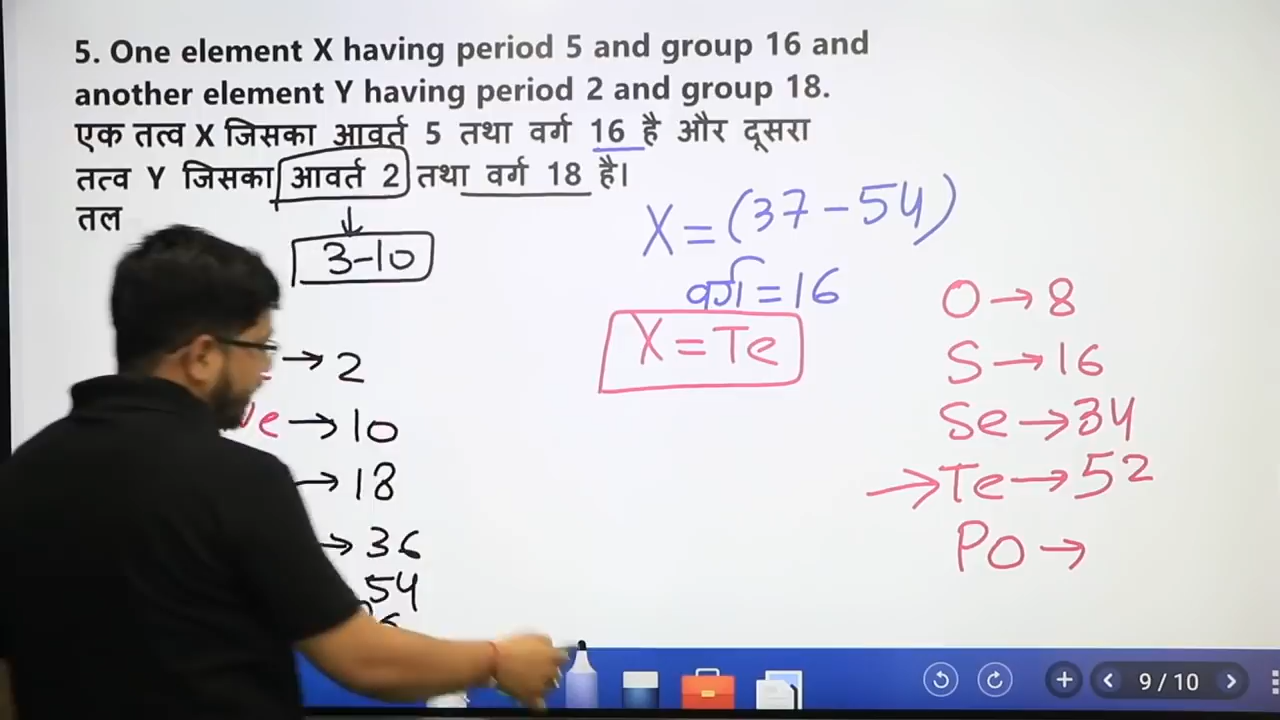 5. One element X having period 5 and group 16 and
another element Y having period 2 and group 18.
एक तत्व X जिसका आवर्त 5 तथा वर्ग 16 है और दूसरा
तत्व Y जिसका आवर्त 2 तथा वर्ग 18 है।
तल
3-10
X = (37 - 54)
वर्ग = 16
X = Te
→ 2
→ 10
→ 18
→ 36
54
O → 8
S → 16
Se → 34
→ Te → 52
PO →
9 / 10